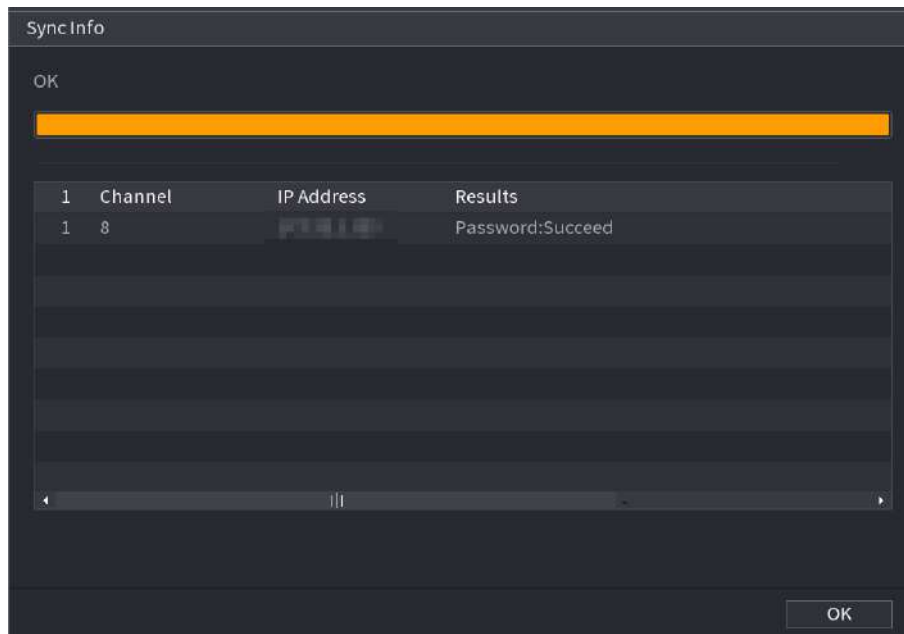 Sync Info
OK
1 Channel IP Address Results
1 8 Password:Succeed
OK